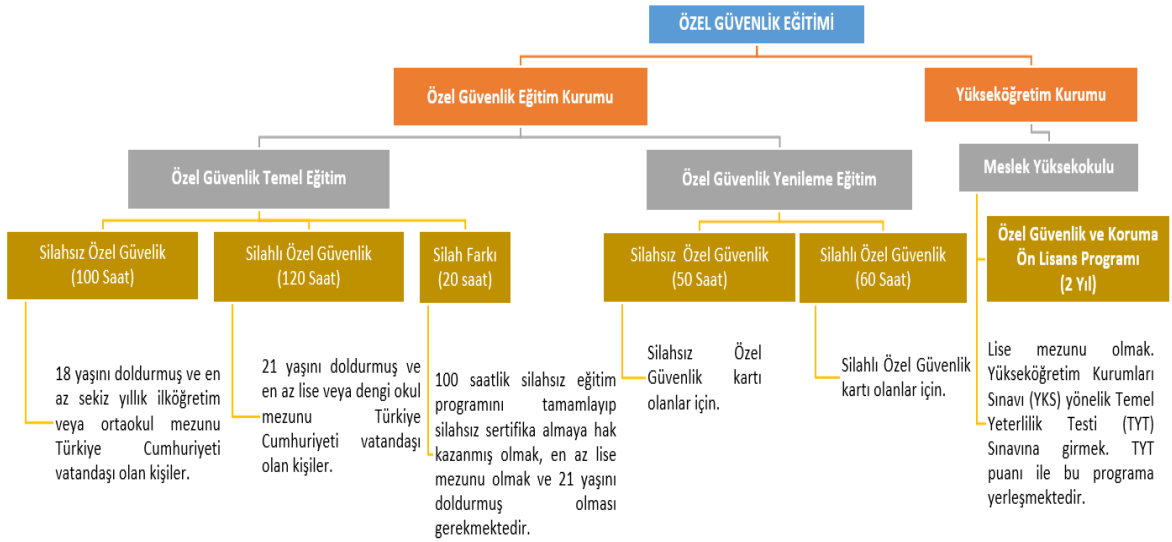 ÖZEL GÜVENLİK EĞİTİMİ
Özel Güvenlik Eğitim Kurumu
Yükseköğretim Kurumu
Özel Güvenlik Temel Eğitim
Özel Güvenlik Yenileme Eğitim
Meslek Yüksekokulu
Silahsız Özel Güvelik
(100 Saat)
Silahlı Özel Güvenlik
(120 Saat)
Silah Farkı
(20 saat)
Silahsız Özel Güvenlik
(50 Saat)
Silahlı Özel Güvenlik
(60 Saat)
Özel Güvenlik ve Koruma
Ön Lisans Programı
(2 Yıl)
18 yaşını doldurmuş ve en
az sekiz yıllık ilköğretim
veya ortaokul mezunu
Türkiye Cumhuriyeti
vatandaşı olan kişiler.
21 yaşını doldurmuş ve
en az lise veya dengi okul
mezunu Türkiye
Cumhuriyeti vatandaşı
olan kişiler.
100 saatlik silahsız eğitim
programını tamamlayıp
silahsız sertifika almaya hak
kazanmış olmak, en az lise
mezunu olmak ve 21 yaşını
doldurmuş olması
gerekmektedir.
Silahsız Özel
Güvenlik kartı
olanlar için.
Silahlı Özel Güvenlik
kartı olanlar için.
Lise mezunu olmak.
Yükseköğretim Kurumları
Sınavı (YKS) yönelik Temel
Yeterlilik Testi (TYT)
Sınavına girmek. TYT
puanı ile bu programa
yerleşmektedir.